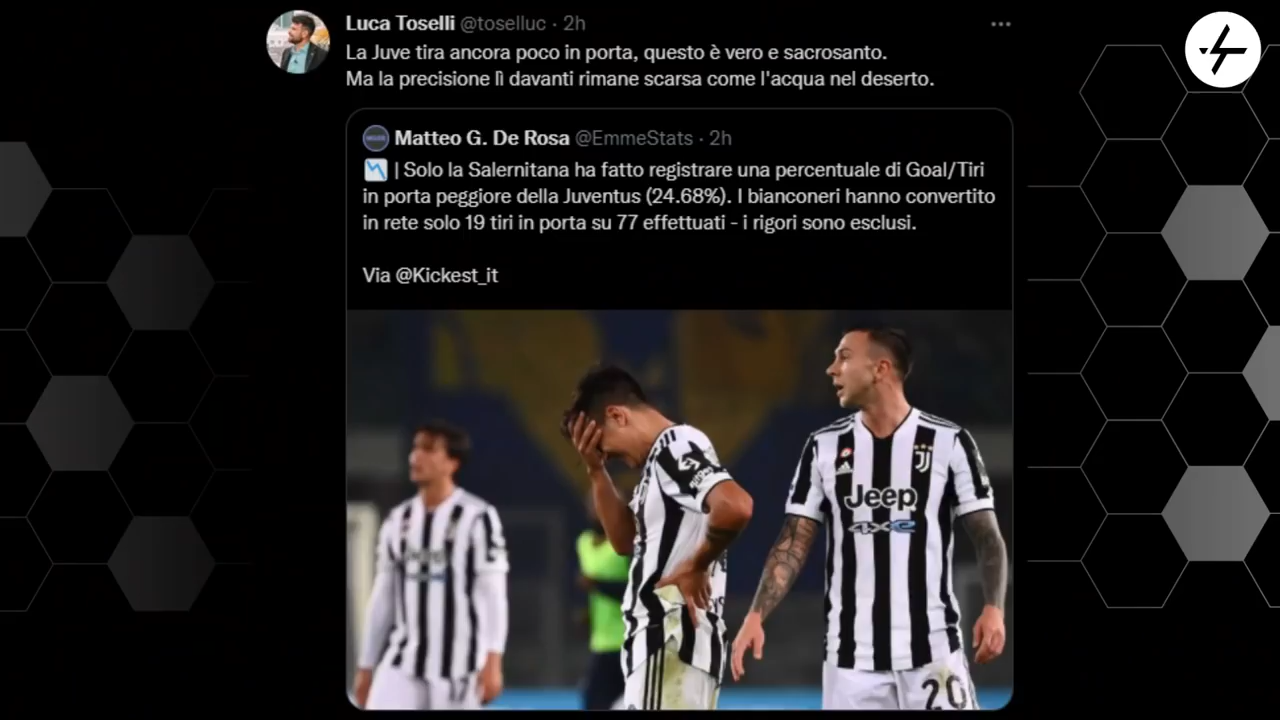 Luca Toselli @toselluc · 2h
La Juve tira ancora poco in porta, questo è vero e sacrosanto.
Ma la precisione lì davanti rimane scarsa come l'acqua nel deserto.
Matteo G. De Rosa @EmmeStats · 2h
| Solo la Salernitana ha fatto registrare una percentuale di Goal/Tiri
in porta peggiore della Juventus (24.68%). I bianconeri hanno convertito
in rete solo 19 tiri in porta su 77 effettuati - i rigori sono esclusi.
Via @Kickest_it
Jeep
4xe
20